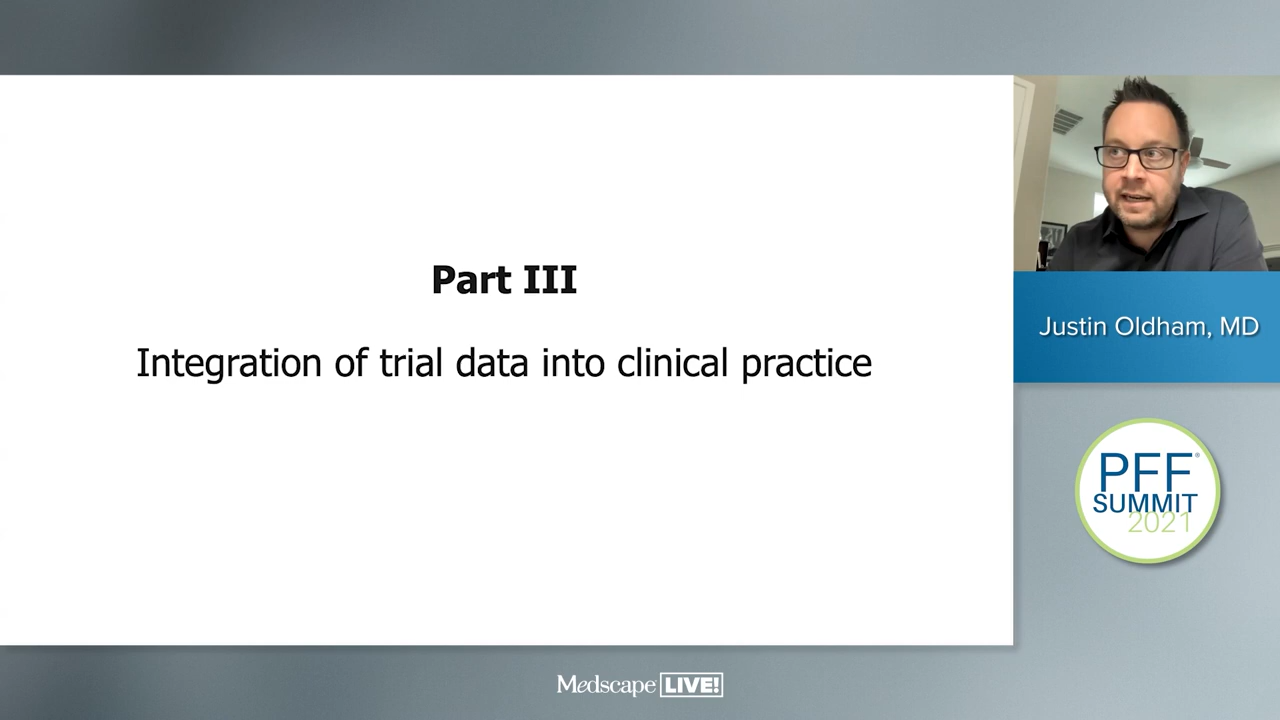 Part III
Integration of trial data into clinical practice
Justin Oldham, MD
PFF®
SUMMIT
2021
Medscape LIVE!